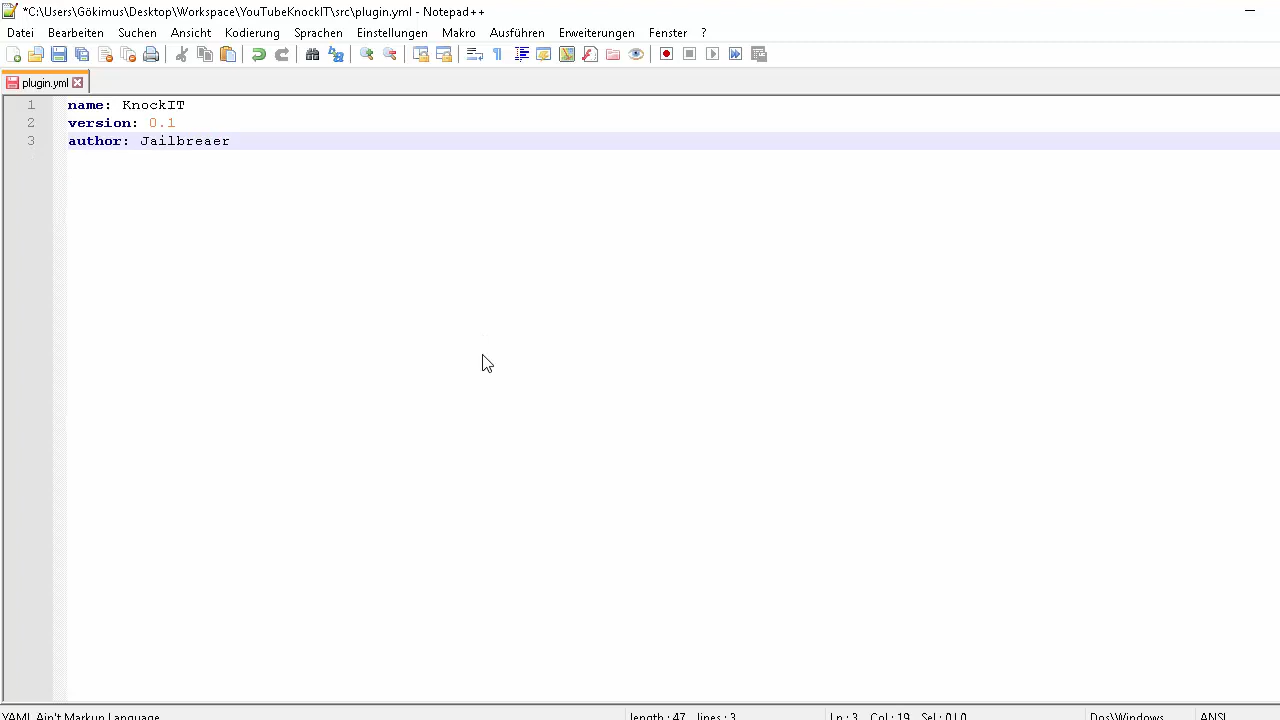 *C:\Users\Gökimus\Desktop\Workspace\YouTubeKnockIT\src\plugin.yml - Notepad++
Datei Bearbeiten Suchen Ansicht Kodierung Sprachen Einstellungen Makro Ausführen Erweiterungen Fenster ?
plugin.yml
1 name: KnockIT
2 version: 0.1
3 author: Jailbreaer
YAML Ain't Markup Language length : 47 lines : 3 Ln : 3 Col : 19 Sel : 0 | 0 Dos\Windows ANSI